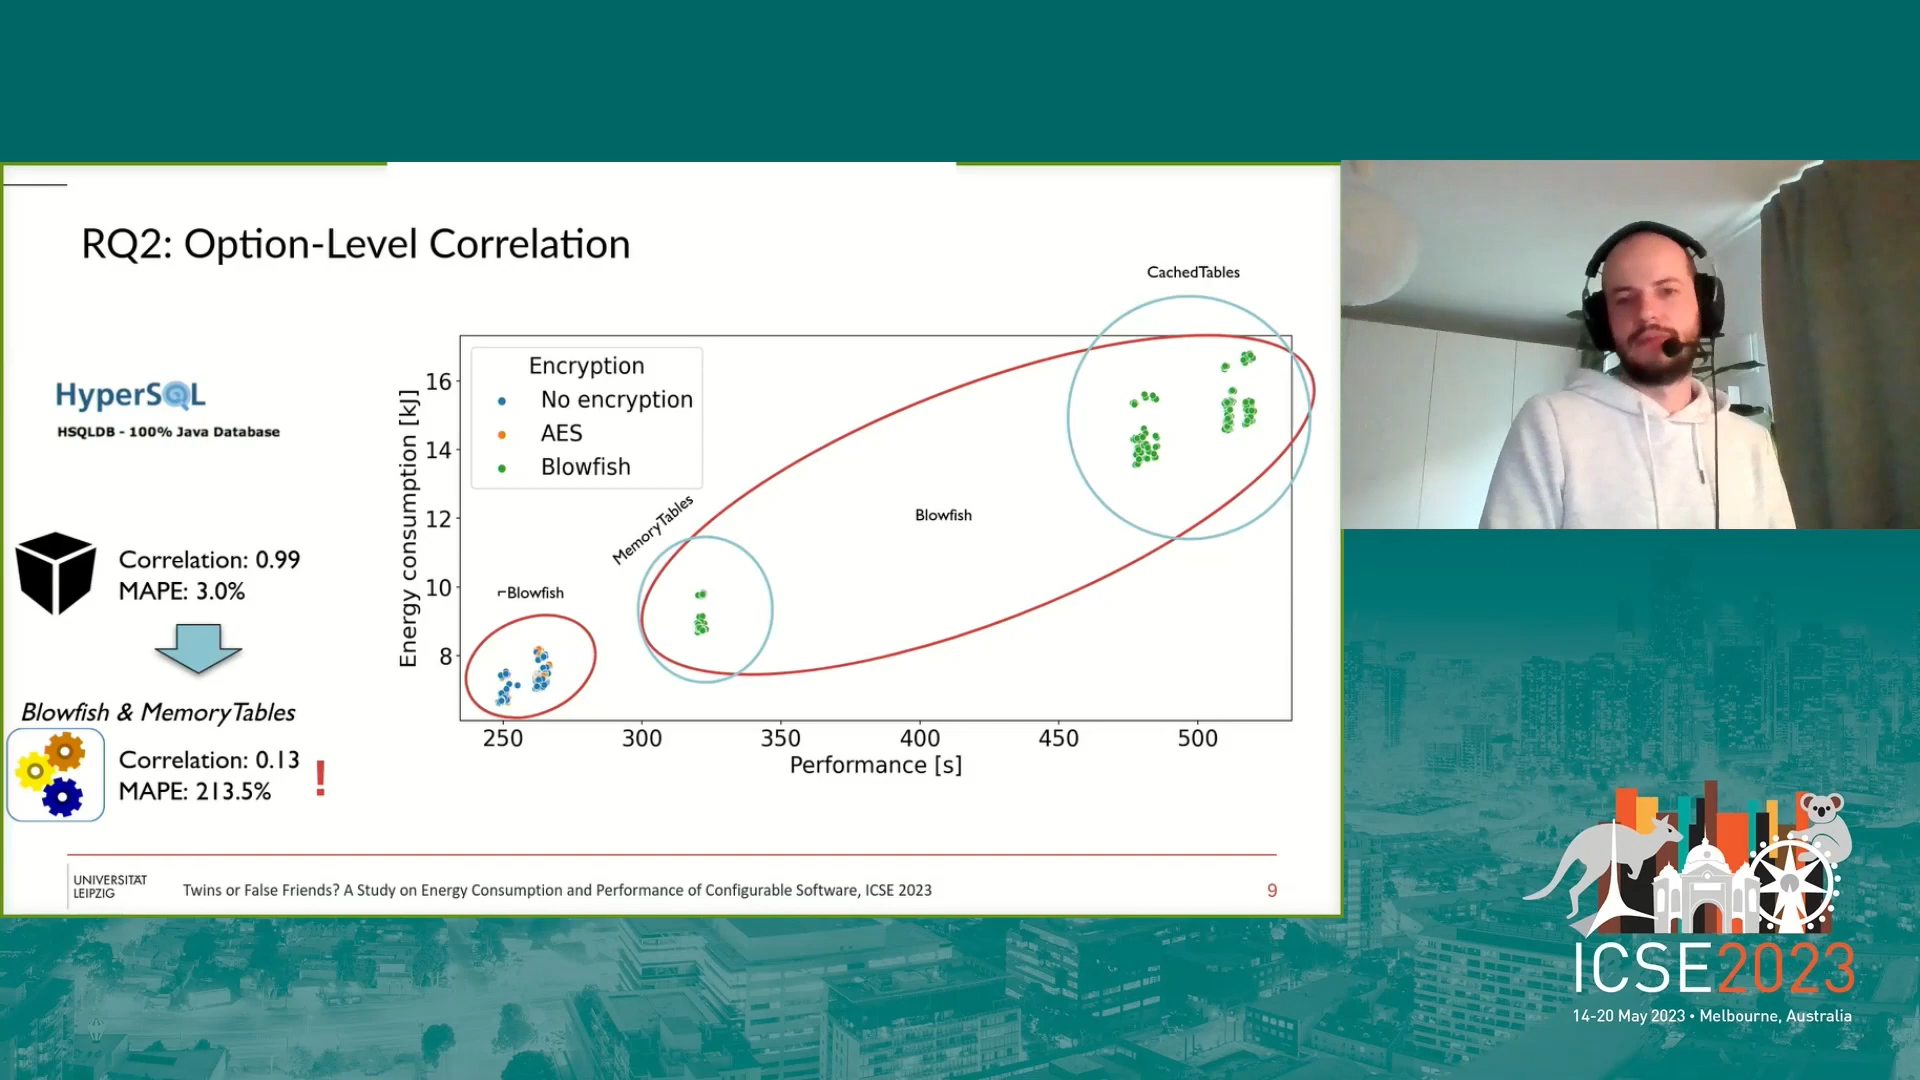 RQ2: Option-Level Correlation
CachedTables
HyperSQL
HSQLDB - 100% Java Database
Encryption
No encryption
AES
Blowfish
Energy consumption [kJ]
16
14
12
10
8
MemoryTables
Blowfish
⌐Blowfish
250 300 350 400 450 500
Performance [s]
Correlation: 0.99
MAPE: 3.0%
Blowfish & MemoryTables
Correlation: 0.13
MAPE: 213.5%
!
UNIVERSITÄT
LEIPZIG
Twins or False Friends? A Study on Energy Consumption and Performance of Configurable Software, ICSE 2023
9
ICSE2023
14-20 May 2023 • Melbourne, Australia